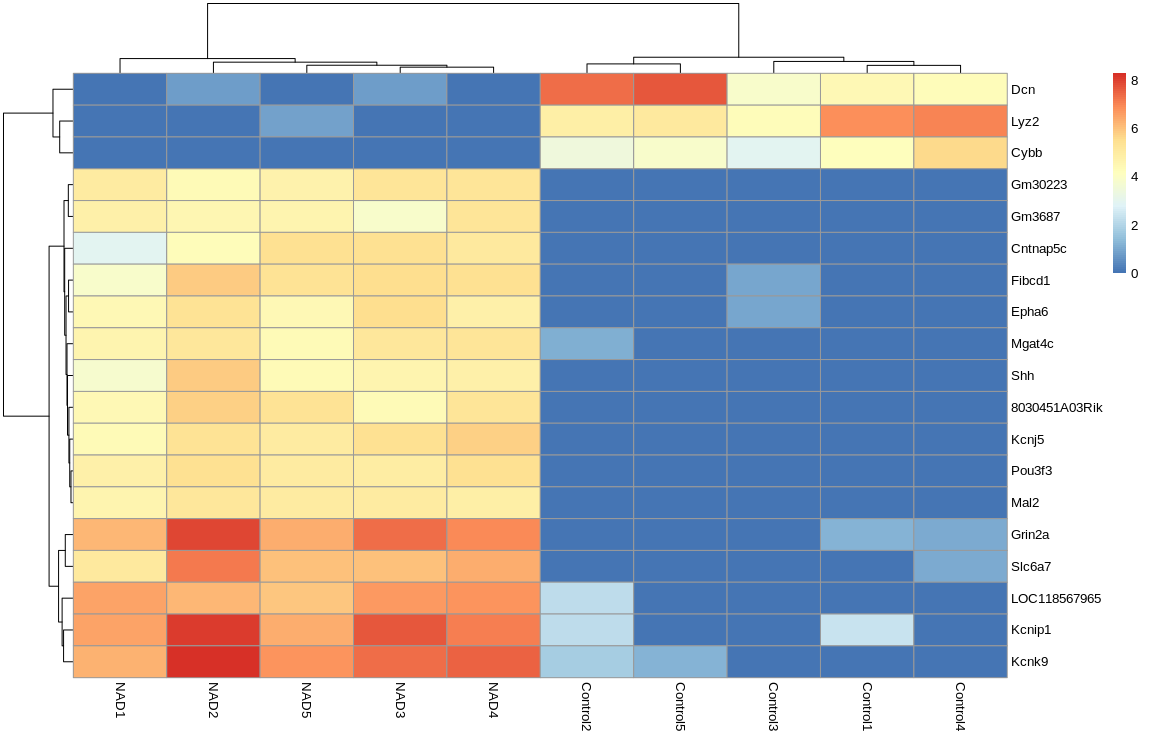 8
6
4
2
0
Dcn
Lyz2
Cybb
Gm30223
Gm3687
Cntnap5c
Fibcd1
Epha6
Mgat4c
Shh
8030451A03Rik
Kcnj5
Pou3f3
Mal2
Grin2a
Slc6a7
LOC118567965
Kcnip1
Kcnk9
NAD1
NAD2
NAD5
NAD3
NAD4
Control2
Control5
Control3
Control1
Control4